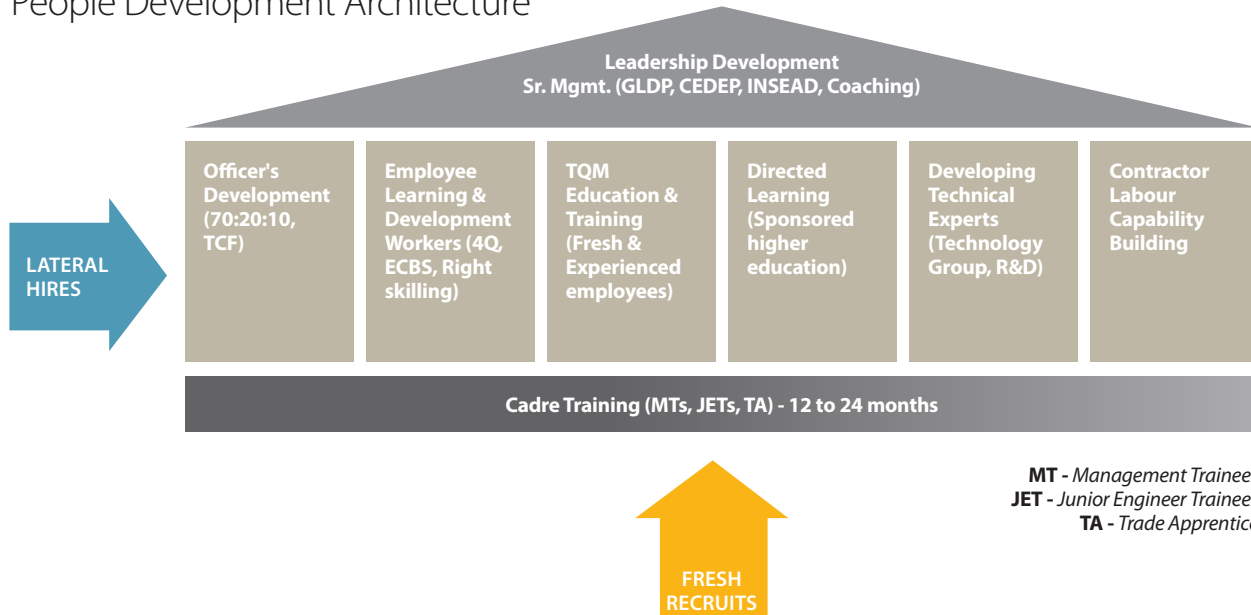 People Development Architecture
Leadership Development
Sr. Mgmt. (GLDP, CEDEP, INSEAD, Coaching)
LATERAL
HIRES
Officer's
Development
(70:20:10,
TCF)
Employee
Learning &
Development
Workers (4Q,
ECBS, Right
skilling)
TQM
Education &
Training
(Fresh &
Experienced
employees)
Directed
Learning
(Sponsored
higher
education)
Developing
Technical
Experts
(Technology
Group, R&D)
Contractor
Labour
Capability
Building
Cadre Training (MTs, JETs, TA) - 12 to 24 months
MT - Management Trainee
JET - Junior Engineer Trainee
TA - Trade Apprentice
FRESH
RECRUITS